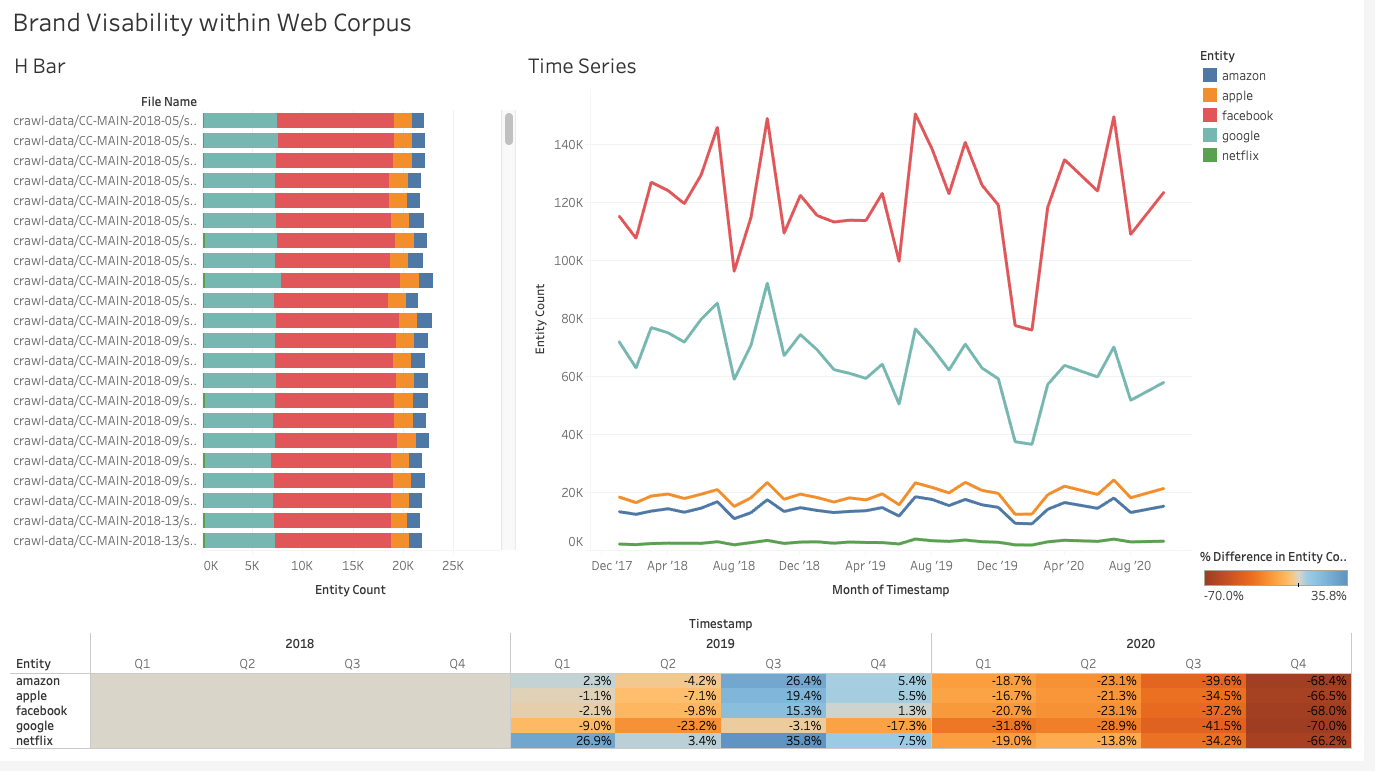 Brand Visability within Web Corpus
H Bar
File Name
crawl-data/CC-MAIN-2018-05/s..
crawl-data/CC-MAIN-2018-05/s..
crawl-data/CC-MAIN-2018-05/s..
crawl-data/CC-MAIN-2018-05/s..
crawl-data/CC-MAIN-2018-05/s..
crawl-data/CC-MAIN-2018-05/s..
crawl-data/CC-MAIN-2018-05/s..
crawl-data/CC-MAIN-2018-05/s..
crawl-data/CC-MAIN-2018-05/s..
crawl-data/CC-MAIN-2018-05/s..
crawl-data/CC-MAIN-2018-09/s..
crawl-data/CC-MAIN-2018-09/s..
crawl-data/CC-MAIN-2018-09/s..
crawl-data/CC-MAIN-2018-09/s..
crawl-data/CC-MAIN-2018-09/s..
crawl-data/CC-MAIN-2018-09/s..
crawl-data/CC-MAIN-2018-09/s..
crawl-data/CC-MAIN-2018-09/s..
crawl-data/CC-MAIN-2018-09/s..
crawl-data/CC-MAIN-2018-09/s..
crawl-data/CC-MAIN-2018-13/s..
crawl-data/CC-MAIN-2018-13/s..
0K 5K 10K 15K 20K 25K
Entity Count
Time Series
Entity Count
140K
120K
100K
80K
60K
40K
20K
0K
Dec '17 Apr '18 Aug '18 Dec '18 Apr '19 Aug '19 Dec '19 Apr '20 Aug '20
Month of Timestamp
Entity
amazon
apple
facebook
google
netflix
% Difference in Entity Co..
-70.0% 35.8%
Timestamp
2018 2019 2020
Entity Q1 Q2 Q3 Q4 Q1 Q2 Q3 Q4 Q1 Q2 Q3 Q4
amazon 2.3% -4.2% 26.4% 5.4% -18.7% -23.1% -39.6% -68.4%
apple -1.1% -7.1% 19.4% 5.5% -16.7% -21.3% -34.5% -66.5%
facebook -2.1% -9.8% 15.3% 1.3% -20.7% -23.1% -37.2% -68.0%
google -9.0% -23.2% -3.1% -17.3% -31.8% -28.9% -41.5% -70.0%
netflix 26.9% 3.4% 35.8% 7.5% -19.0% -13.8% -34.2% -66.2%